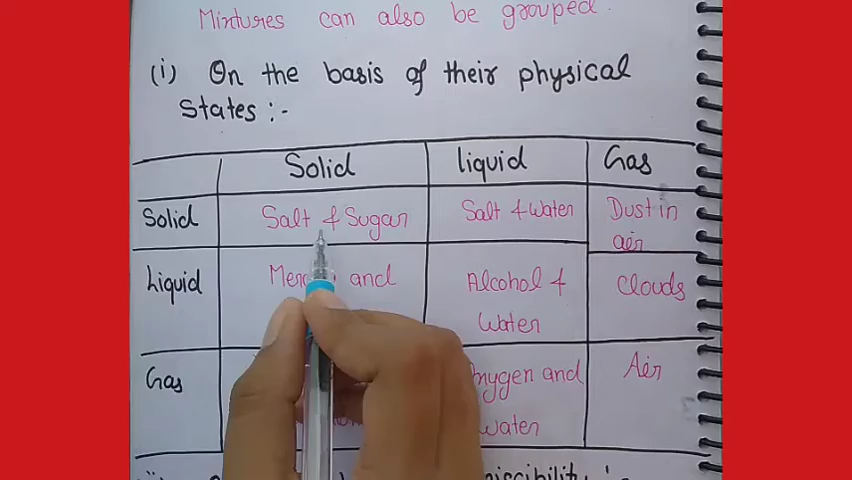 Mixtures can also be grouped.
(i) On the basis of their physical
States :-
Solid liquid Gas
Solid Salt & Sugar Salt & Water Dust in
air
Liquid and Alcohol & Clouds
Water
Gas and Air
water